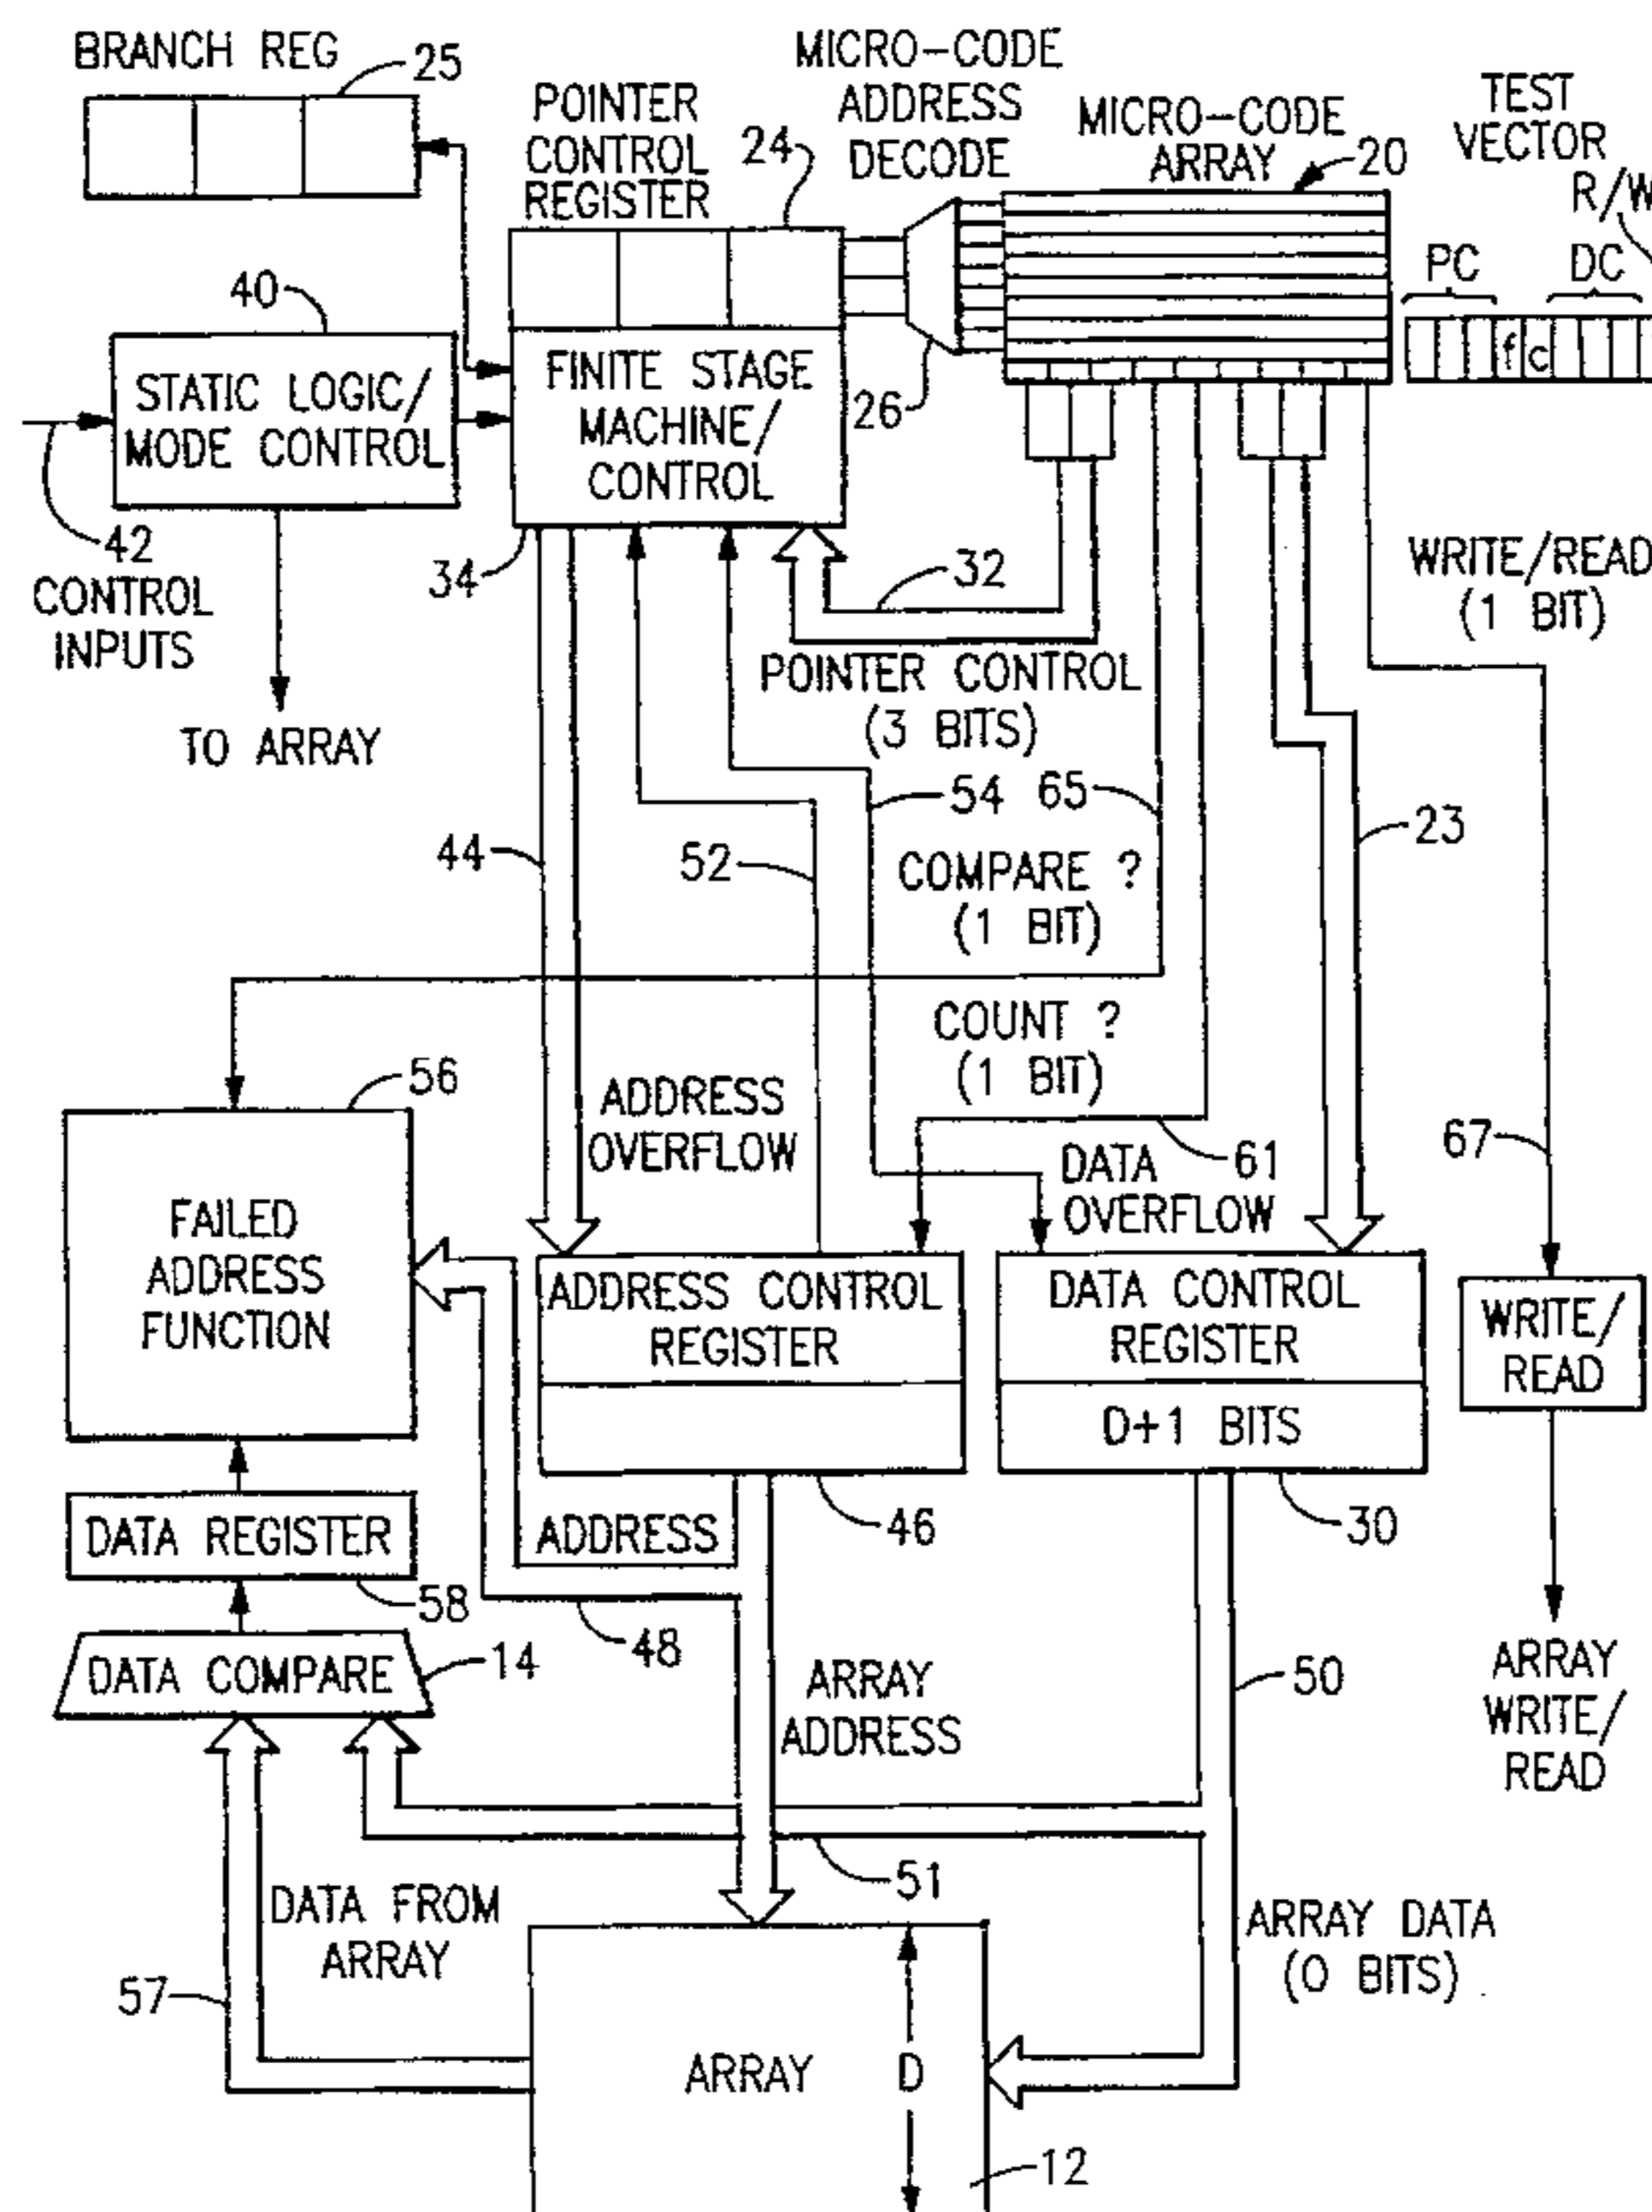 BRANCH REG
25
POINTER
CONTROL
REGISTER
24
MICRO-CODE
ADDRESS
DECODE
MICRO-CODE
ARRAY
20
TEST
VECTOR
R/W
PC
DC
f c
40
STATIC LOGIC/
MODE CONTROL
FINITE STAGE
MACHINE/
CONTROL
26
42
CONTROL
INPUTS
34
32
WRITE/READ
(1 BIT)
TO ARRAY
POINTER CONTROL
(3 BITS)
44
52
54
65
23
COMPARE ?
(1 BIT)
COUNT ?
(1 BIT)
56
ADDRESS
OVERFLOW
61
67
DATA
OVERFLOW
FAILED
ADDRESS
FUNCTION
ADDRESS CONTROL
REGISTER
DATA CONTROL
REGISTER
0+1 BITS
WRITE/
READ
46
30
DATA REGISTER
58
ADDRESS
48
DATA COMPARE
14
ARRAY
ADDRESS
50
ARRAY
WRITE/
READ
51
DATA FROM
ARRAY
57
ARRAY DATA
(0 BITS)
ARRAY
D
12